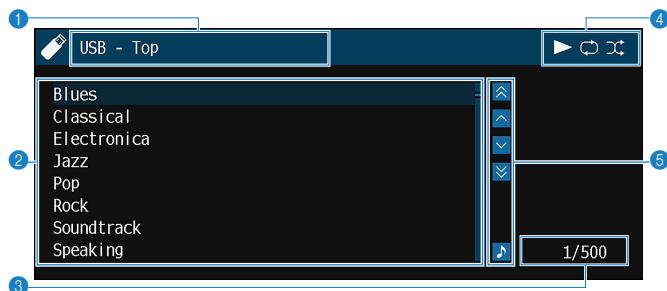 1
4
USB - Top
Blues
Classical
Electronica
Jazz
Pop
Rock
Soundtrack
Speaking
2
5
1/500
3